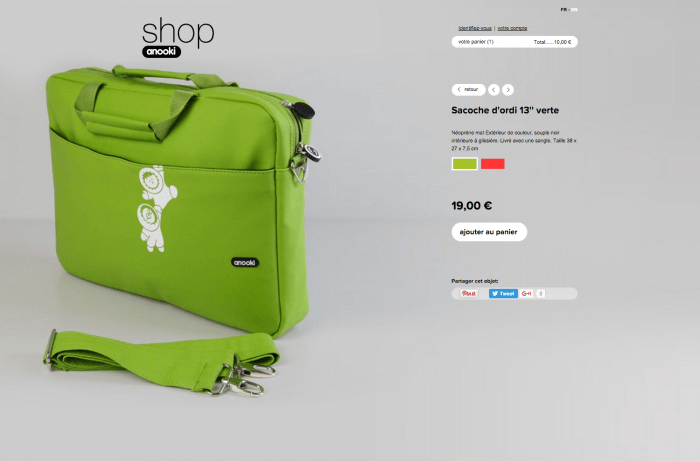 FR - EN
shop
anooki
identifiez-vous | votre compte
votre panier (1) Total......10,00 €
retour
Sacoche d'ordi 13" verte
Néoprène mat Extérieur de couleur, souple noir
intérieure à glissière. Livré avec une sangle. Taille 38 x
27 x 7,5 cm
19,00 €
ajouter au panier
anooki
Partager cet objet:
Pinit
Tweet
G+1